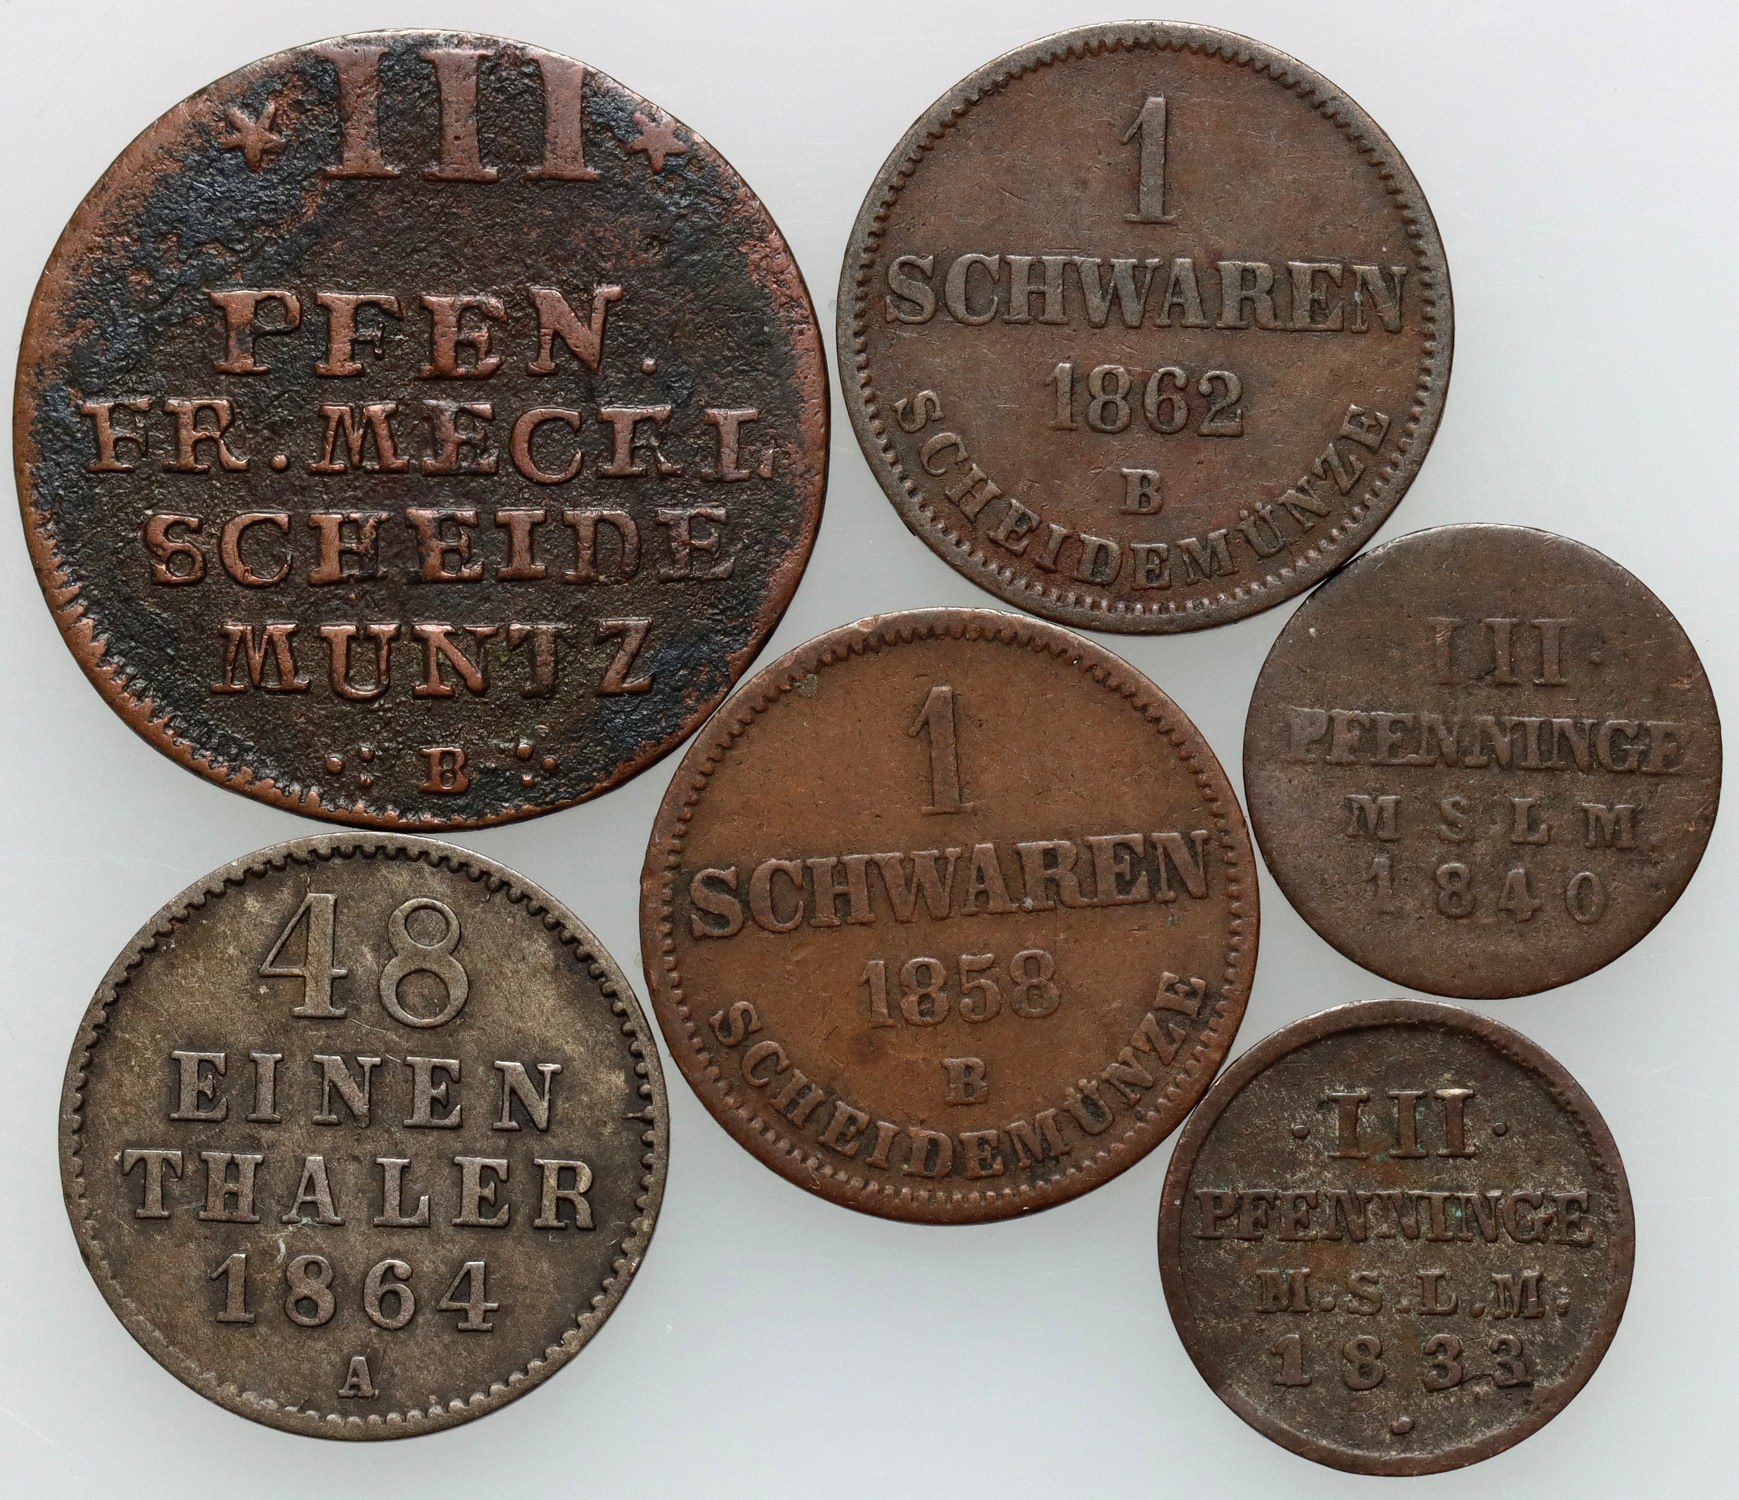 III
PFEN.
FR. MECKL
SCHEIDE
MUNTZ
B
1
SCHWAREN
1862
B
SCHEIDEMÜNZE
III.
PFENNINGE
M S L M
1840
1
SCHWAREN
1858
B
SCHEIDEMÜNZE
48
EINEN
THALER
1864
A
· III ·
PFENNINGE
M.S.L.M.
1833